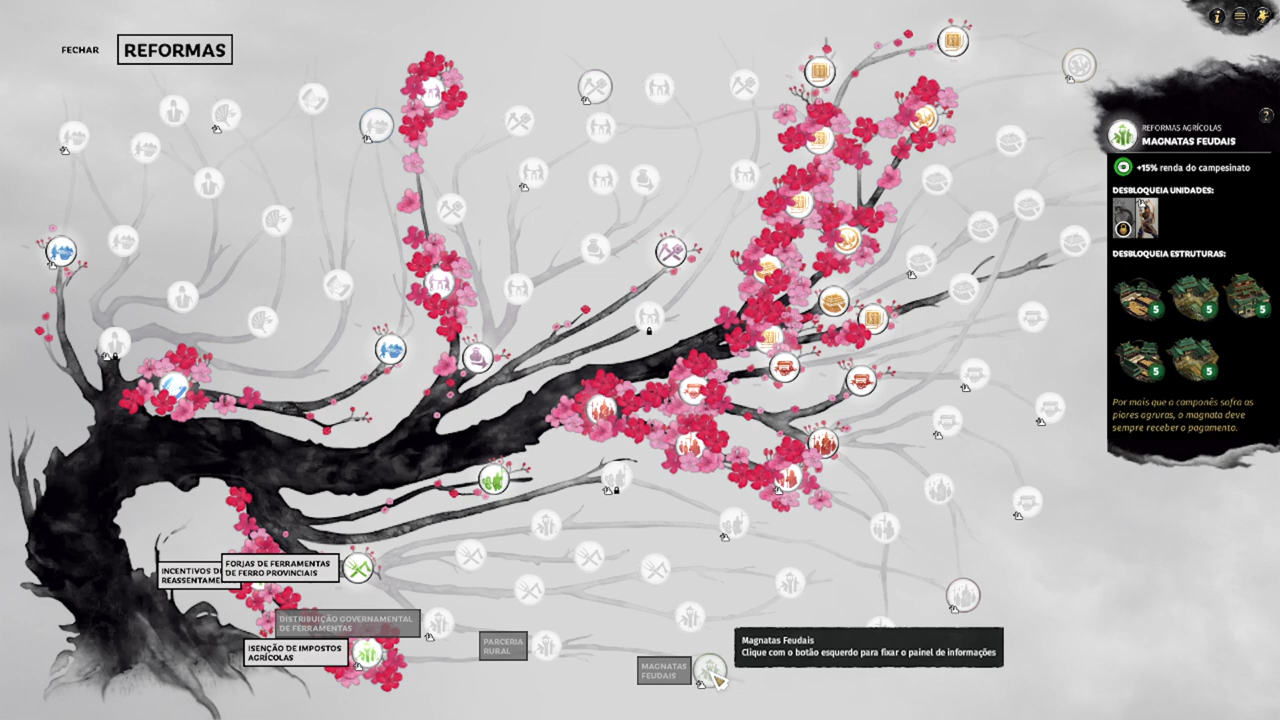 FECHAR
REFORMAS
?
REFORMAS AGRÍCOLAS
MAGNATAS FEUDAIS
+15% renda do campesinato
DESBLOQUEIA UNIDADES:
DESBLOQUEIA ESTRUTURAS:
5
5
5
5
5
Por mais que o camponês sofra as
piores agruras, o magnata deve
sempre receber o pagamento.
INCENTIVOS DE
FORJAS DE FERRAMENTAS
DE FERRO PROVINCIAIS
DISTRIBUIÇÃO GOVERNAMENTAL
DE FERRAMENTAS
ISENÇÃO DE IMPOSTOS
AGRÍCOLAS
PARCERIA
RURAL
MAGNATAS
FEUDAIS
Magnatas Feudais
Clique com o botão esquerdo para fixar o painel de informações